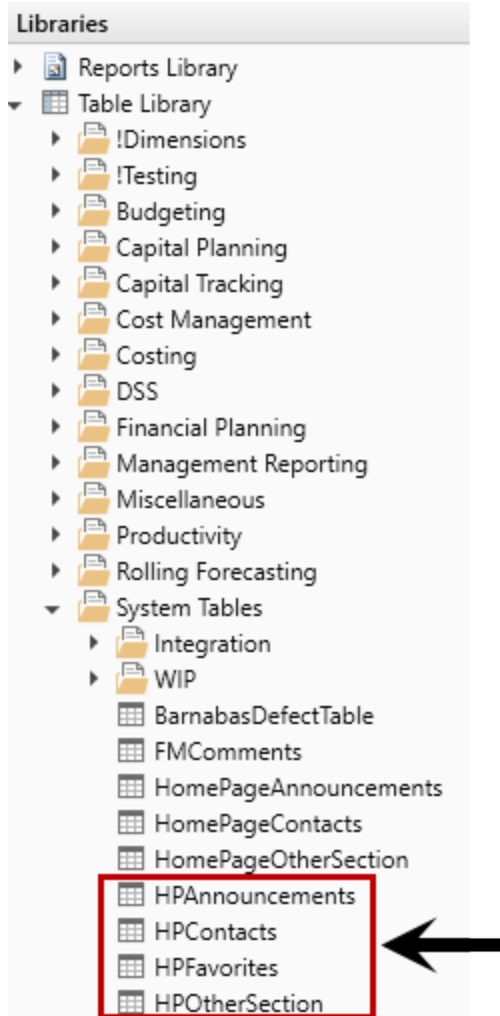 Libraries
Reports Library
Table Library
!Dimensions
!Testing
Budgeting
Capital Planning
Capital Tracking
Cost Management
Costing
DSS
Financial Planning
Management Reporting
Miscellaneous
Productivity
Rolling Forecasting
System Tables
Integration
WIP
BarnabasDefectTable
FMComments
HomePageAnnouncements
HomePageContacts
HomePageOtherSection
HPAnnouncements
HPContacts
HPFavorites
HPOtherSection